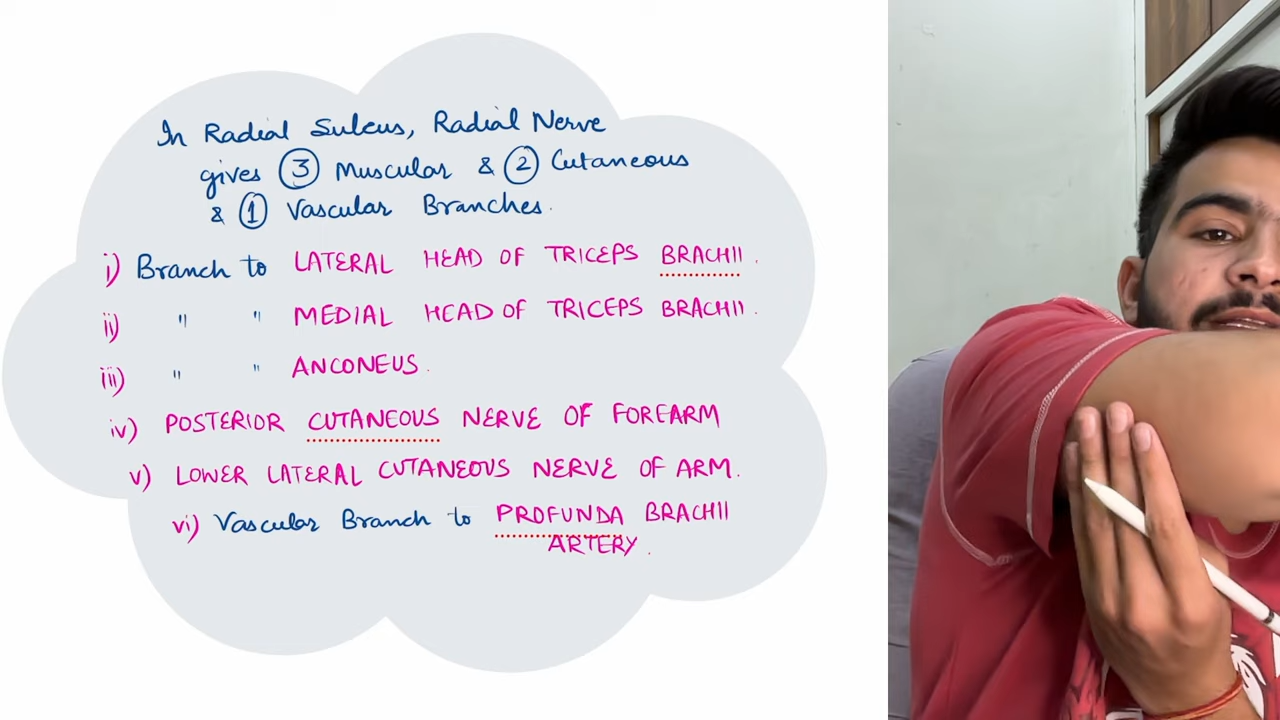 In Radial Sulcus, Radial Nerve
gives 3 Muscular & 2 Cutaneous
& 1 Vascular Branches.
i) Branch to LATERAL HEAD OF TRICEPS BRACHII.
ii) " " MEDIAL HEAD OF TRICEPS BRACHII.
iii) " " ANCONEUS.
iv) POSTERIOR CUTANEOUS NERVE OF FOREARM
v) LOWER LATERAL CUTANEOUS NERVE OF ARM.
vi) Vascular Branch to PROFUNDA BRACHII
ARTERY.